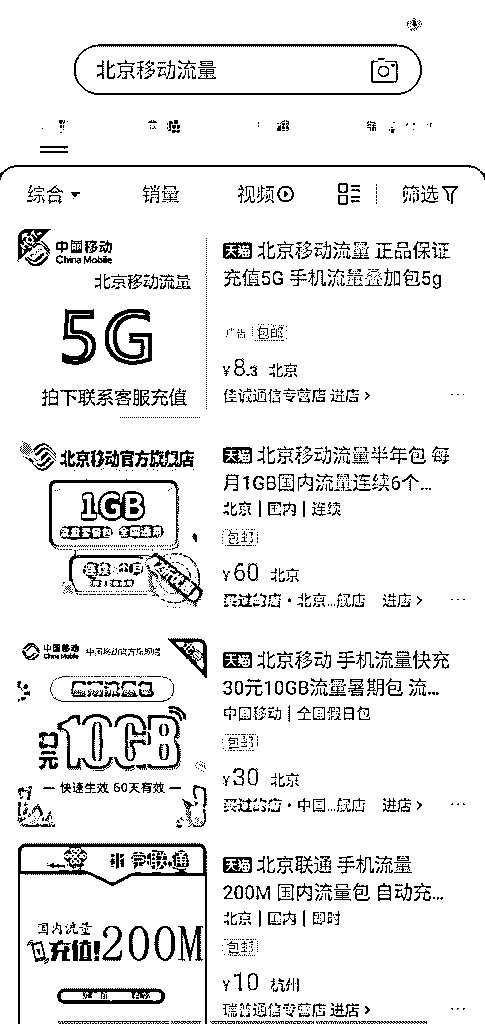 北京移动流量
综合
销量
视频
筛选
中国移动
China Mobile
北京移动流量
5G
拍下联系客服充值
天猫 北京移动流量 正品保证
充值5G 手机流量叠加包5g
广告 包邮
¥8.3 北京
佳诚通信专营店 进店 >
...
北京移动官方旗舰店
1GB
天猫 北京移动流量半年包 每
月1GB国内流量连续6个...
北京 | 国内 | 连续
包邮
¥60 北京
买过的店・北京...舰店 进店 >
...
中国移动
China Mobile
中国移动官方旗舰店
10GB
快速生效 60天有效
天猫 北京移动 手机流量快充
30元10GB流量暑期包 流...
中国移动 | 全国假日包
包邮
¥30 北京
买过的店・中国...舰店 进店 >
...
国内流量
充值!200M
天猫 北京联通 手机流量
200M 国内流量包 自动充...
北京 | 国内 | 即时
包邮
¥10 杭州
瑞普通信专营店 进店 >
...